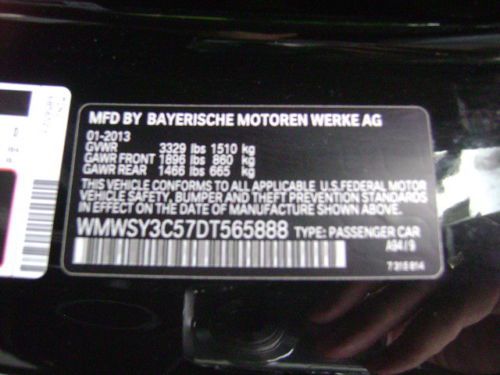 MFD BY BAYERISCHE MOTOREN WERKE AG
01-2013
GVWR 3329 lbs 1510 kg
GAWR FRONT 1896 lbs 860 kg
GAWR REAR 1466 lbs 665 kg
THIS VEHICLE CONFORMS TO ALL APPLICABLE U.S. FEDERAL MOTOR
VEHICLE SAFETY, BUMPER AND THEFT PREVENTION STANDARDS
IN EFFECT ON THE DATE OF MANUFACTURE SHOWN ABOVE.
WMWSY3C57DT565888 TYPE: PASSENGER CAR
A94/9